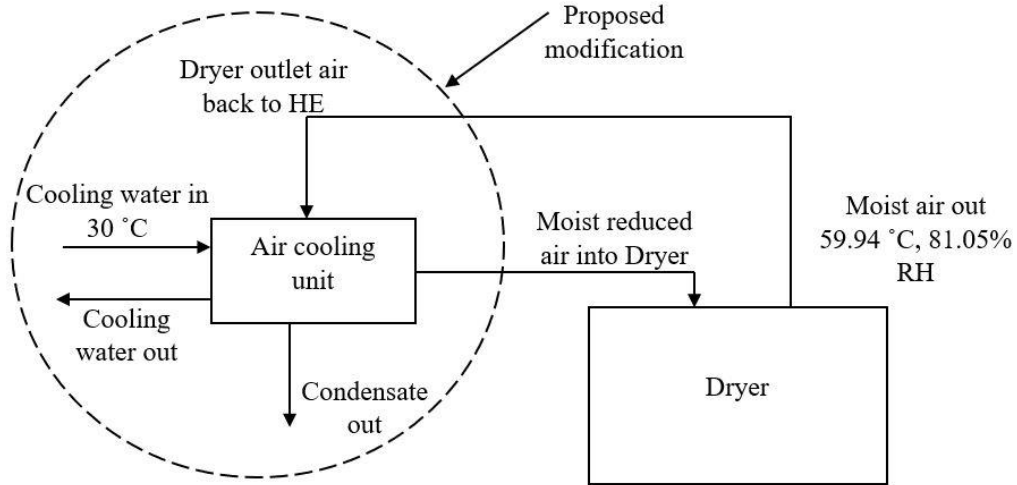 Proposed
modification
Dryer outlet air
back to HE
Cooling water in
30 ˚C
Air cooling
unit
Moist reduced
air into Dryer
Moist air out
59.94 ˚C, 81.05%
RH
Cooling
water out
Condensate
out
Dryer